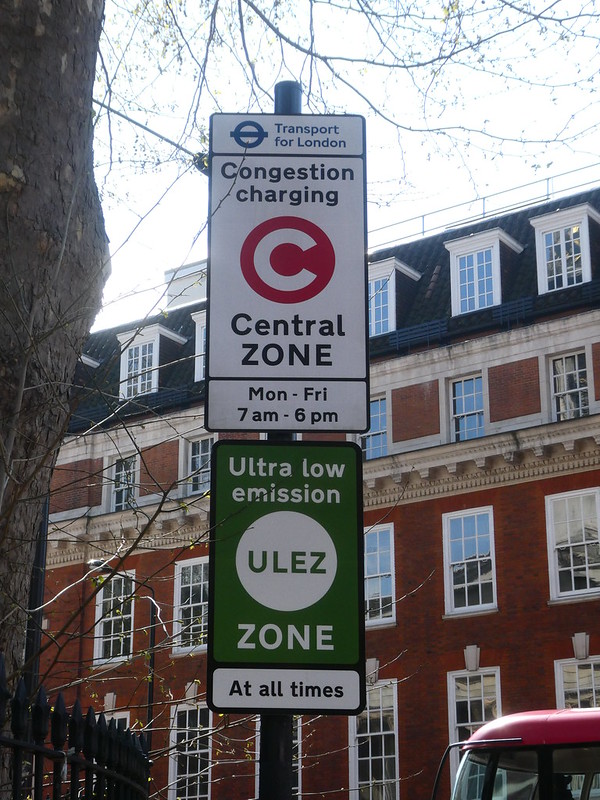 Transport
for London
Congestion
charging
C
Central
ZONE
Mon - Fri
7 am - 6 pm
Ultra low
emission
ULEZ
ZONE
At all times